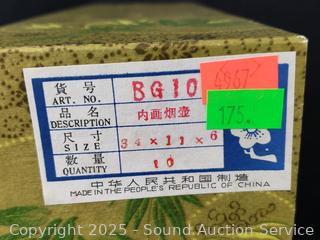 貨号
ART. NO.
BG10
4967
品名
DESCRIPTION
内画烟壶
175.
尺寸
SIZE
34×11×6
數量
QUANTITY
10
中华人民共和国制造
MADE IN THE PEOPLE'S REPUBLIC OF CHINA
Copyright 2025 - Sound Auction Service